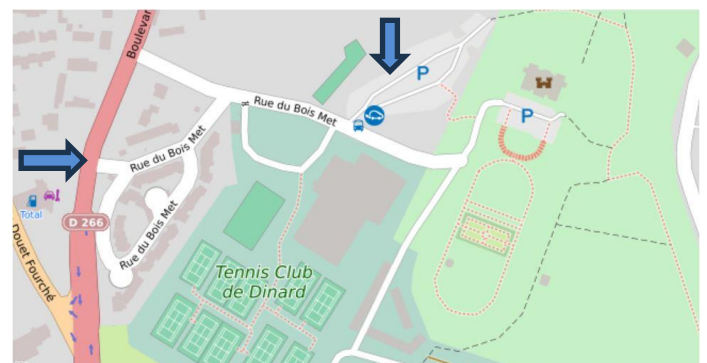 Boulevar
P
Rue du Bois Met
P
Rue du Bois Met
Total
D 266
Rue du Bois Met
Douet Fourché
Tennis Club
de Dinard